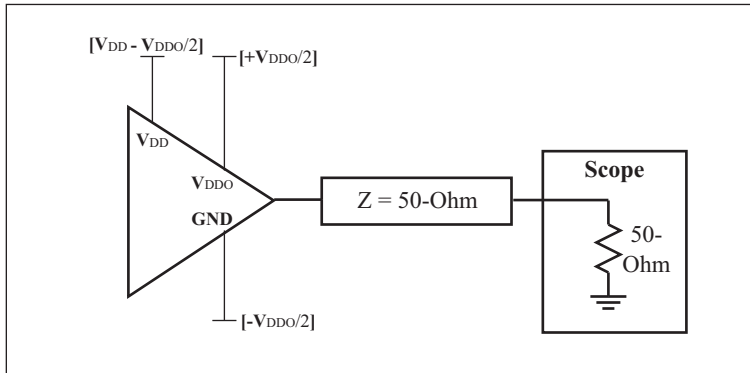 [VDD - VDDO/2]
[+VDDO/2]
VDD
VDDO
GND
[-VDDO/2]
Z = 50-Ohm
Scope
50-
Ohm